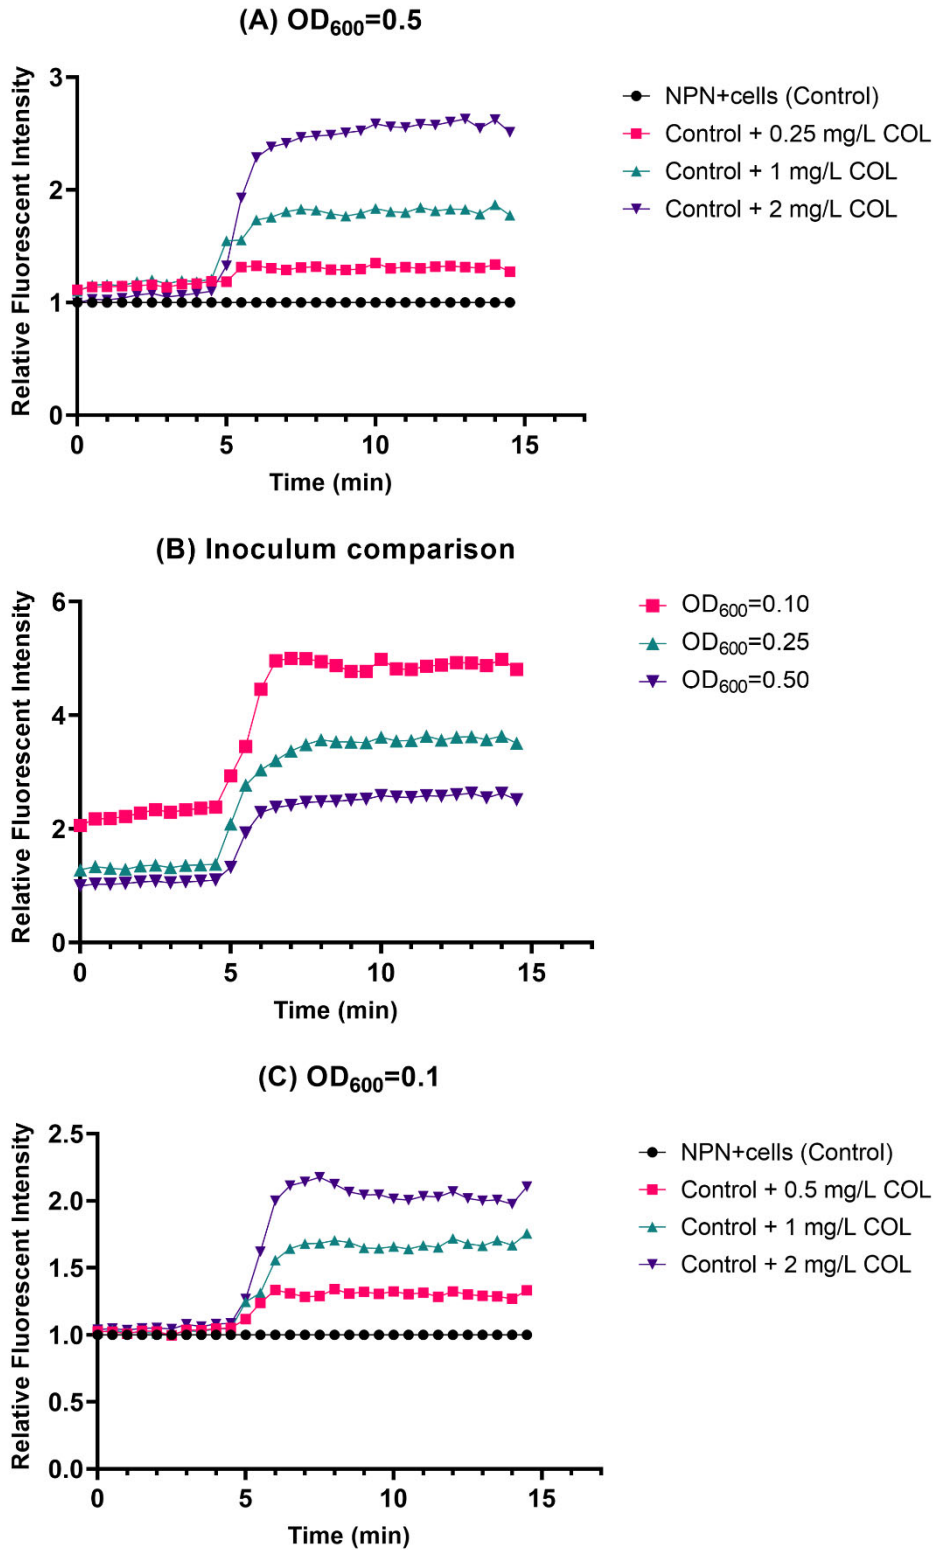 (A) OD₆₀₀=0.5
Relative Fluorescent Intensity
3
2
1
0
0 5 10 15
Time (min)
NPN+cells (Control)
Control + 0.25 mg/L COL
Control + 1 mg/L COL
Control + 2 mg/L COL
(B) Inoculum comparison
Relative Fluorescent Intensity
6
4
2
0
0 5 10 15
Time (min)
OD₆₀₀=0.10
OD₆₀₀=0.25
OD₆₀₀=0.50
(C) OD₆₀₀=0.1
Relative Fluorescent Intensity
2.5
2.0
1.5
1.0
0.5
0.0
0 5 10 15
Time (min)
NPN+cells (Control)
Control + 0.5 mg/L COL
Control + 1 mg/L COL
Control + 2 mg/L COL